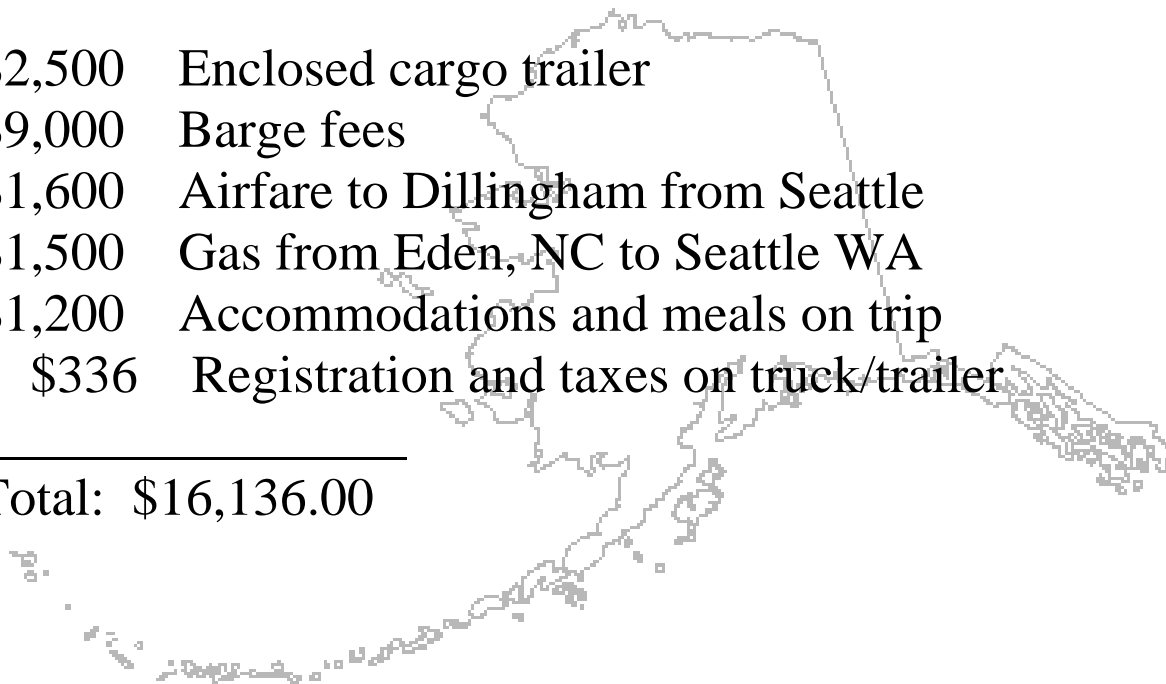 $2,500 Enclosed cargo trailer
$9,000 Barge fees
$1,600 Airfare to Dillingham from Seattle
$1,500 Gas from Eden, NC to Seattle WA
$1,200 Accommodations and meals on trip
$336 Registration and taxes on truck/trailer
Total: $16,136.00